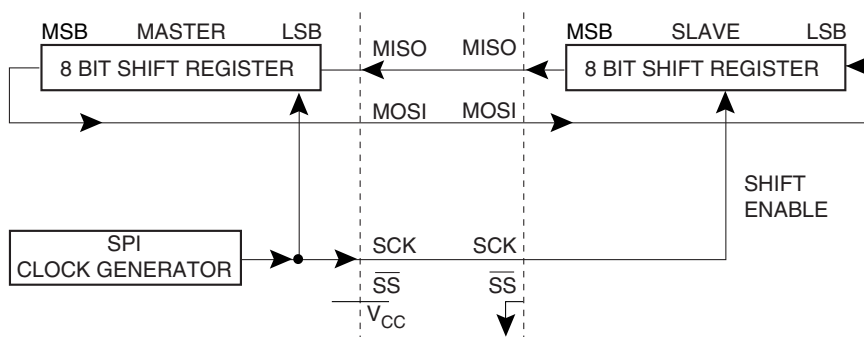 MSB MASTER LSB
MISO MISO
MSB SLAVE LSB
8 BIT SHIFT REGISTER
8 BIT SHIFT REGISTER
MOSI MOSI
SHIFT
ENABLE
SPI
CLOCK GENERATOR
SCK SCK
SS SS
VCC